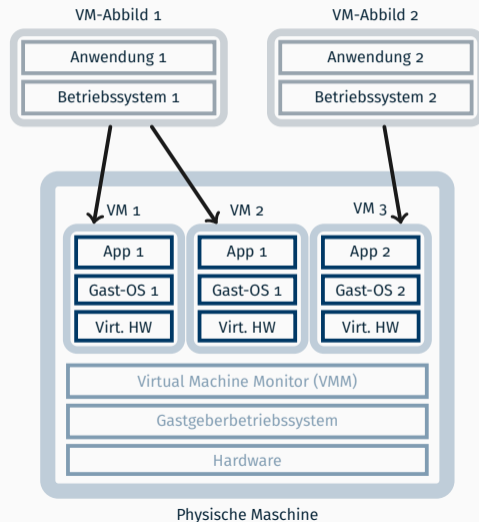 VM-Abbild 1
VM-Abbild 2
Anwendung 1
Anwendung 2
Betriebssystem 1
Betriebssystem 2
VM 1
VM 2
VM 3
App 1
App 1
App 2
Gast-OS 1
Gast-OS 1
Gast-OS 2
Virt. HW
Virt. HW
Virt. HW
Virtual Machine Monitor (VMM)
Gastgeberbetriebssystem
Hardware
Physische Maschine